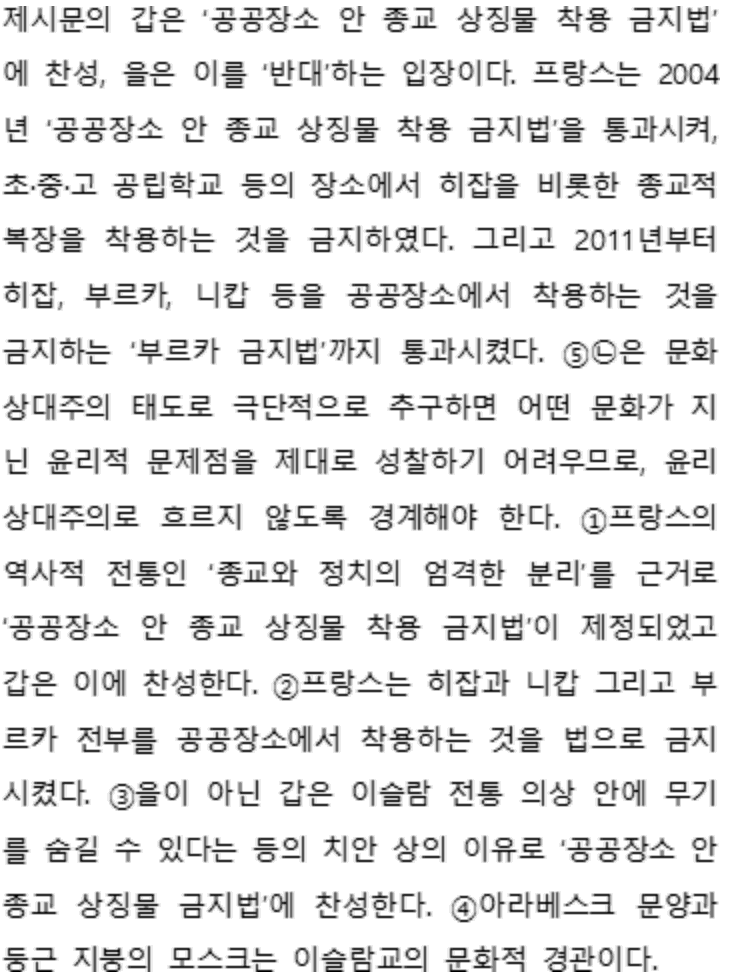 제시문의 갑은 ‘공공장소 안 종교 상징물 착용 금지법’
에 찬성, 을은 이를 ‘반대’하는 입장이다. 프랑스는 2004
년 ‘공공장소 안 종교 상징물 착용 금지법’을 통과시켜,
초·중·고 공립학교 등의 장소에서 히잡을 비롯한 종교적
복장을 착용하는 것을 금지하였다. 그리고 2011년부터
히잡, 부르카, 니캅 등을 공공장소에서 착용하는 것을
금지하는 ‘부르카 금지법’까지 통과시켰다. ⑤㉡은 문화
상대주의 태도로 극단적으로 추구하면 어떤 문화가 지
닌 윤리적 문제점을 제대로 성찰하기 어려우므로, 윤리
상대주의로 흐르지 않도록 경계해야 한다. ①프랑스의
역사적 전통인 ‘종교와 정치의 엄격한 분리’를 근거로
‘공공장소 안 종교 상징물 착용 금지법’이 제정되었고
갑은 이에 찬성한다. ②프랑스는 히잡과 니캅 그리고 부
르카 전부를 공공장소에서 착용하는 것을 법으로 금지
시켰다. ③을이 아닌 갑은 이슬람 전통 의상 안에 무기
를 숨길 수 있다는 등의 치안 상의 이유로 ‘공공장소 안
종교 상징물 금지법’에 찬성한다. ④아라베스크 문양과
둥근 지붕의 모스크는 이슬람교의 문화적 경관이다.